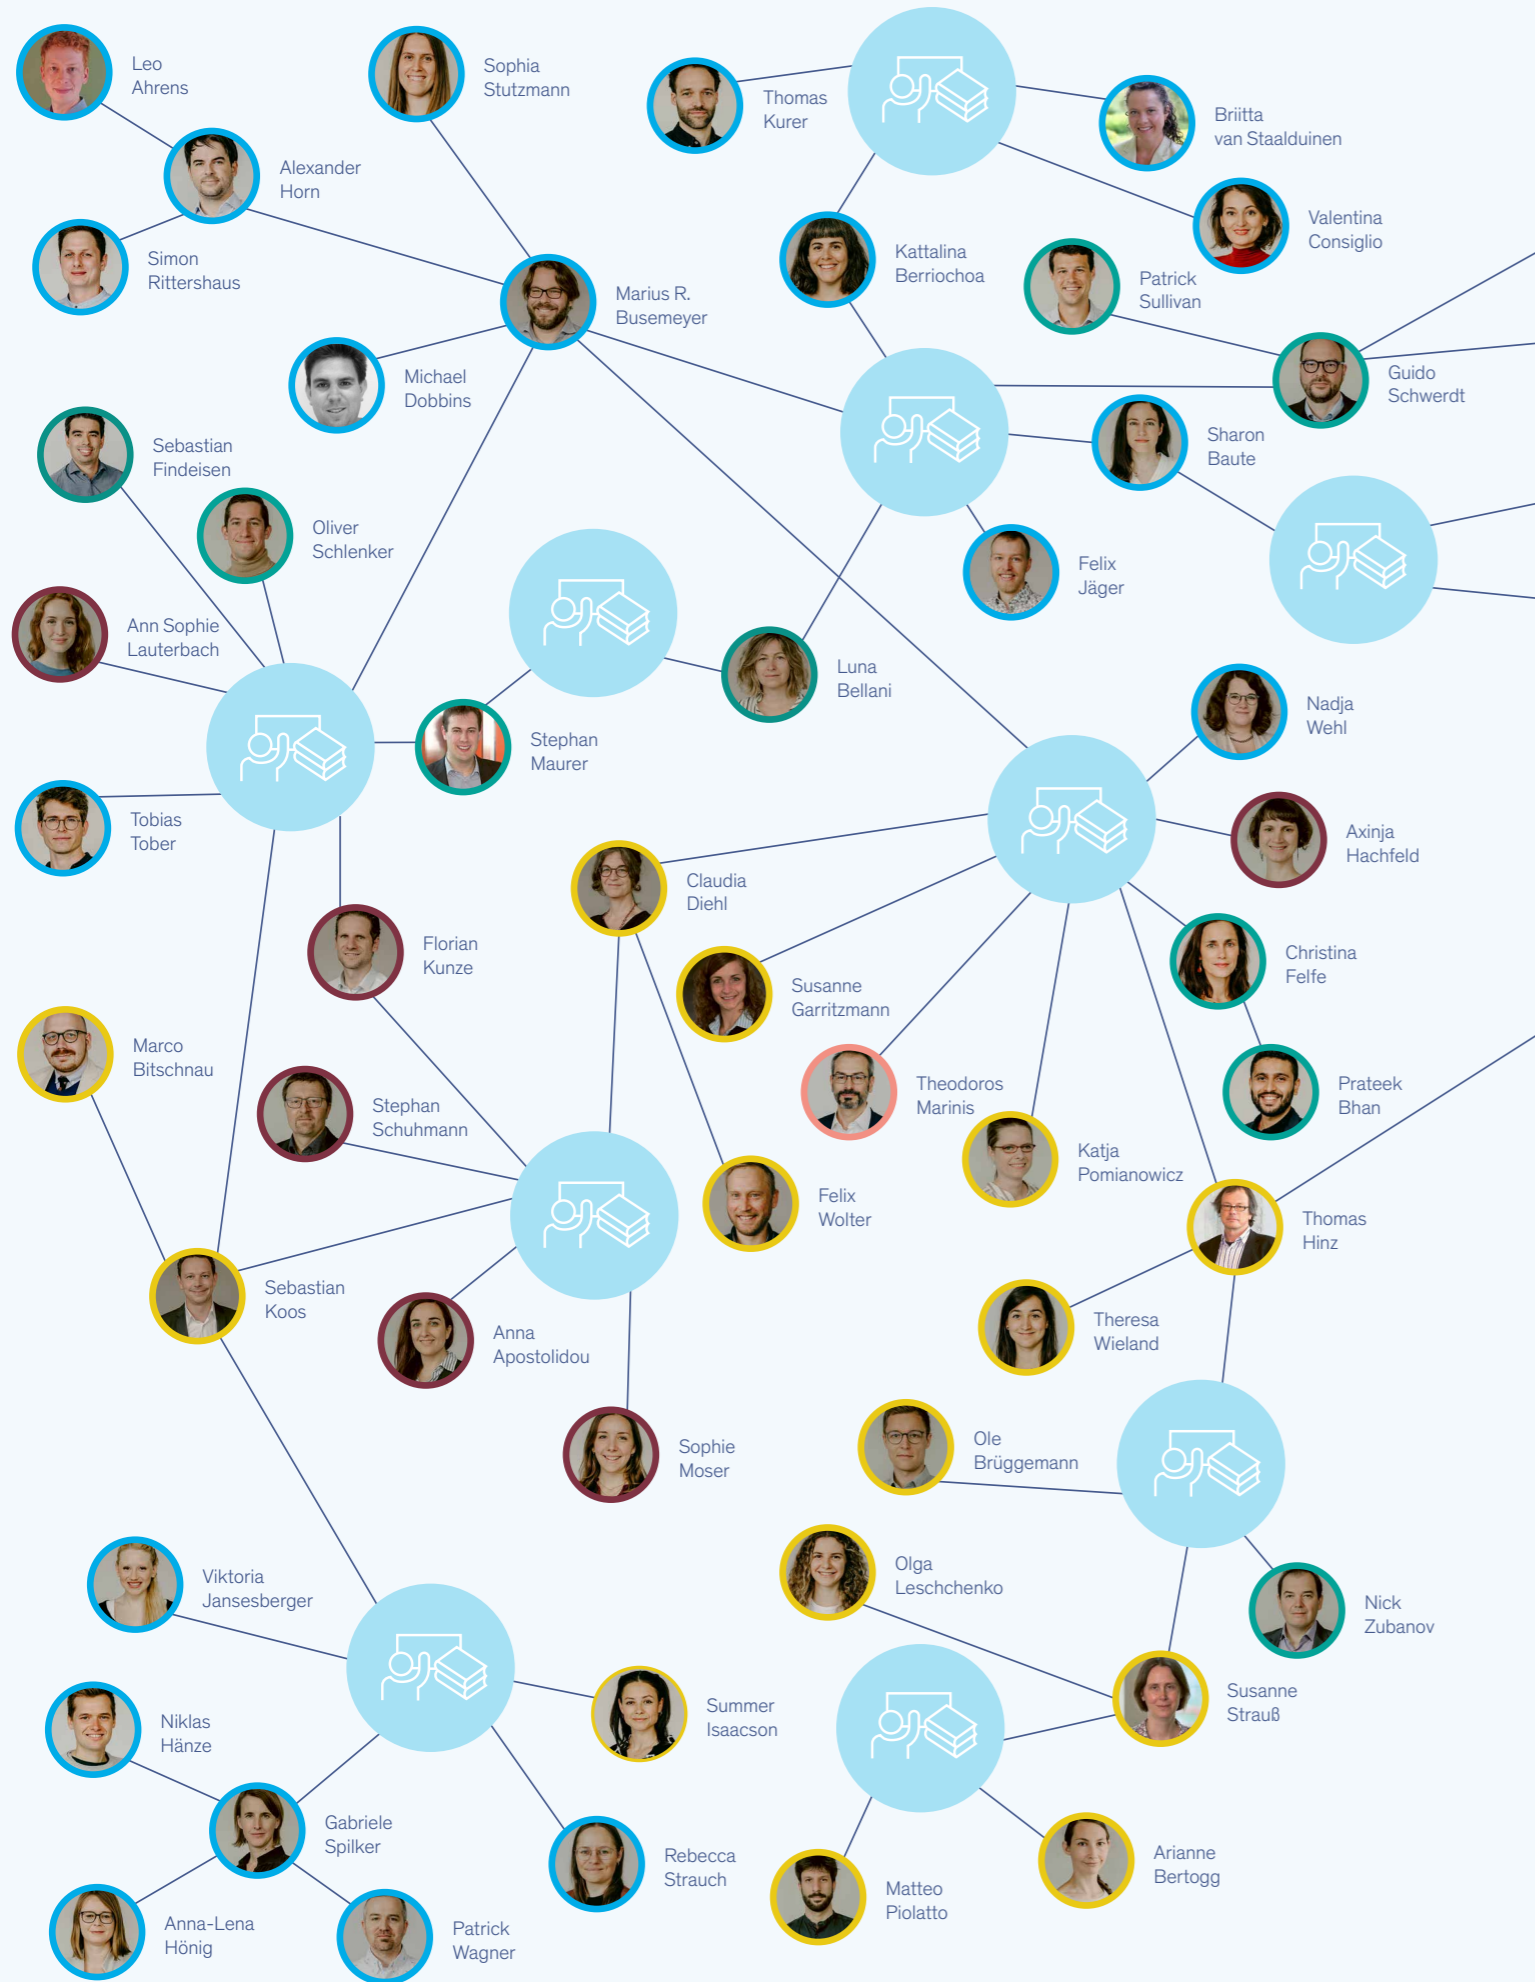 Leo
Ahrens
Sophia
Stutzmann
Thomas
Kurer
Briitta
van Staalduinen
Alexander
Horn
Valentina
Consiglio
Simon
Rittershaus
Kattalina
Berriochoa
Patrick
Sullivan
Marius R.
Busemeyer
Michael
Dobbins
Guido
Schwerdt
Sebastian
Findeisen
Sharon
Baute
Oliver
Schlenker
Felix
Jäger
Ann Sophie
Lauterbach
Luna
Bellani
Nadja
Wehl
Stephan
Maurer
Tobias
Tober
Axinja
Hachfeld
Claudia
Diehl
Florian
Kunze
Christina
Felfe
Susanne
Garritzmann
Marco
Bitschnau
Theodoros
Marinis
Prateek
Bhan
Stephan
Schuhmann
Katja
Pomianowicz
Felix
Wolter
Thomas
Hinz
Sebastian
Koos
Theresa
Wieland
Anna
Apostolidou
Sophie
Moser
Ole
Brüggemann
Viktoria
Jansesberger
Olga
Leschchenko
Nick
Zubanov
Summer
Isaacson
Susanne
Strauß
Niklas
Hänze
Gabriele
Spilker
Rebecca
Strauch
Arianne
Bertogg
Matteo
Piolatto
Anna-Lena
Hönig
Patrick
Wagner